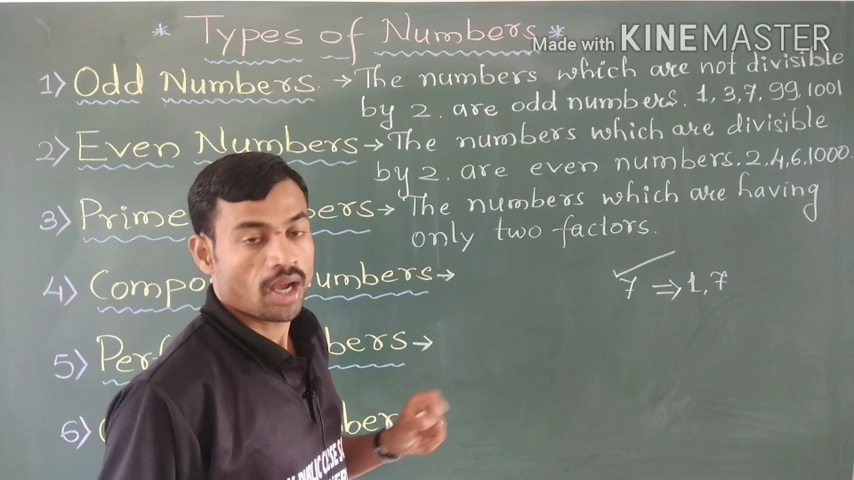 * Types of Numbers *
Made with KINEMASTER
1) Odd Numbers. → The numbers which are not divisible
by 2. are odd numbers. 1, 3, 7, 99, 1001
2) Even Numbers → The numbers which are divisible
by 2. are even numbers. 2, 4, 6, 1000.
3) Prime bers → The numbers which are having
only two factors.
4) Compo umbers →
7 ⇒ 1, 7
5) Per bers →
6) ber
PUBLIC